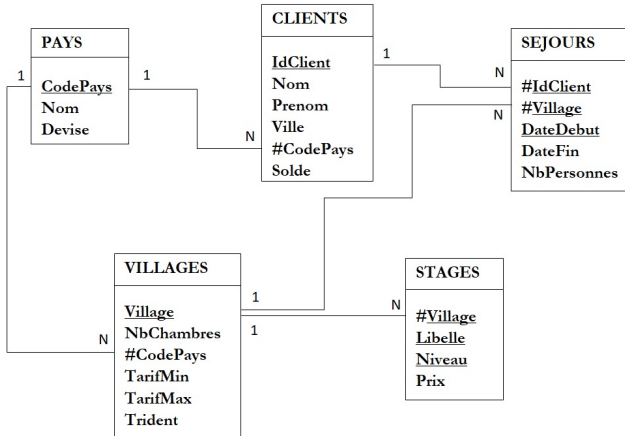 PAYS
CodePays
Nom
Devise
1
1
CLIENTS
IdClient
Nom
Prenom
Ville
#CodePays
Solde
1
N
SEJOURS
#IdClient
#Village
DateDebut
DateFin
NbPersonnes
N
N
VILLAGES
Village
NbChambres
#CodePays
TarifMin
TarifMax
Trident
N
1
1
STAGES
#Village
Libelle
Niveau
Prix
N